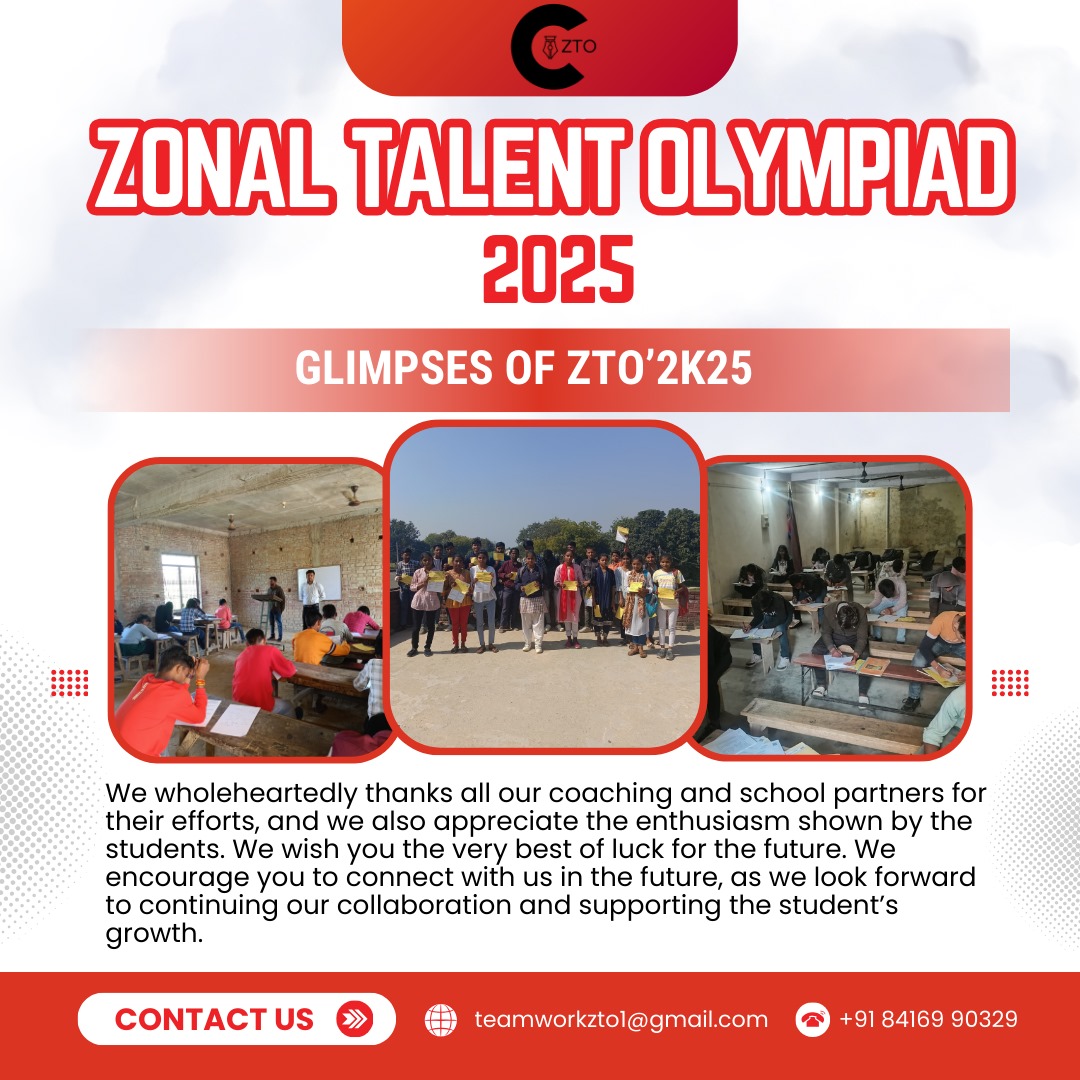 ZTO
ZONAL TALENT OLYMPIAD
2025
GLIMPSES OF ZTO’2K25
We wholeheartedly thanks all our coaching and school partners for
their efforts, and we also appreciate the enthusiasm shown by the
students. We wish you the very best of luck for the future. We
encourage you to connect with us in the future, as we look forward
to continuing our collaboration and supporting the student’s
growth.
CONTACT US
teamworkzto1@gmail.com
+91 84169 90329